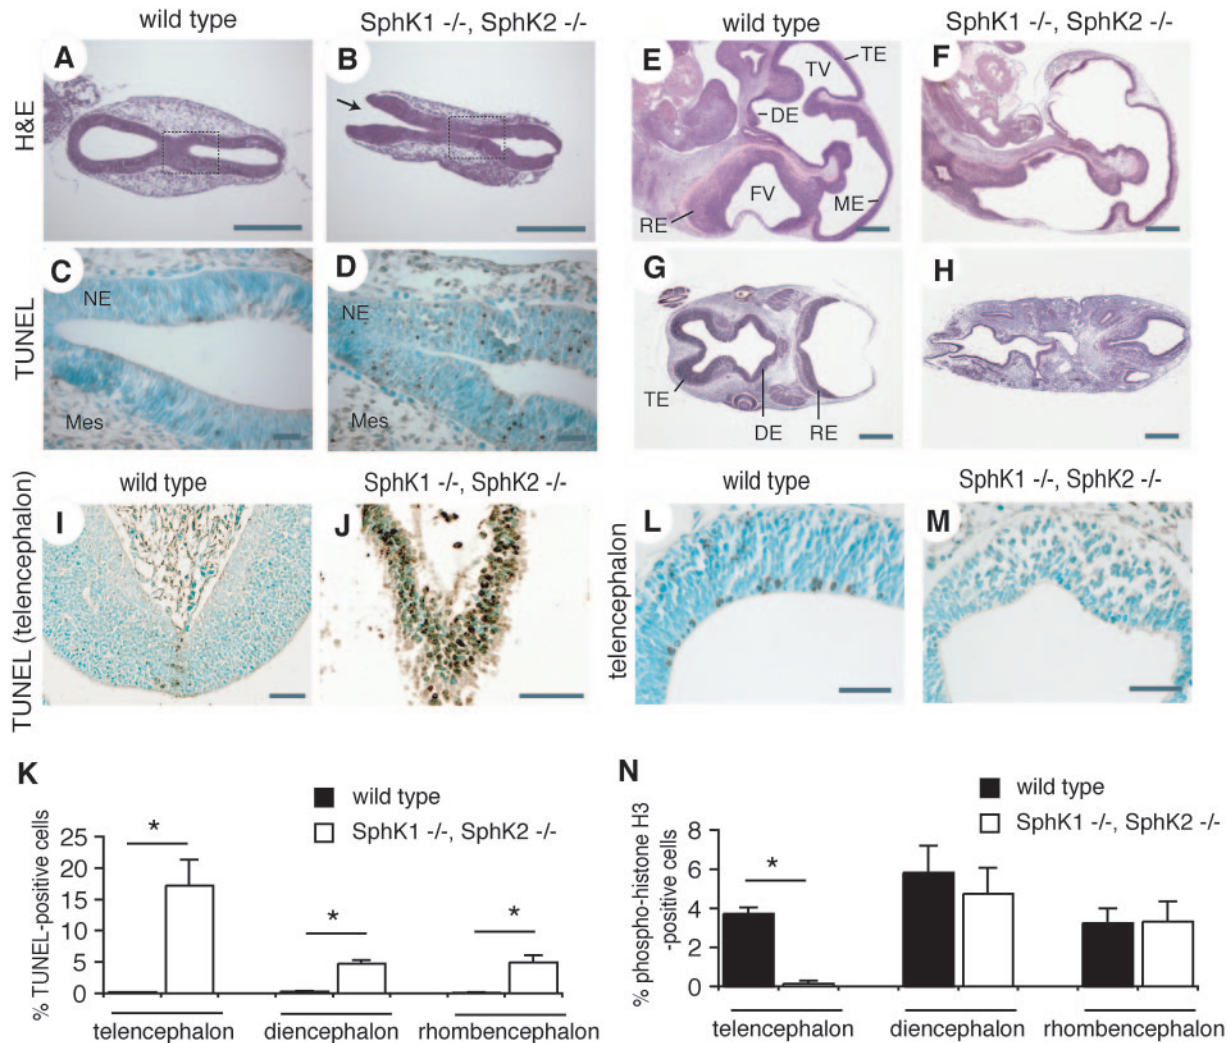 wild type
SphK1 -/-, SphK2 -/-
wild type
SphK1 -/-, SphK2 -/-
H&E
A
B
E
TV
TE
DE
FV
ME
RE
F
TUNEL
C
NE
Mes
D
NE
G
TE
DE
RE
H
wild type
SphK1 -/-, SphK2 -/-
wild type
SphK1 -/-, SphK2 -/-
TUNEL (telencephalon)
I
J
telencephalon
L
M
K
wild type
SphK1 -/-, SphK2 -/-
% TUNEL-positive cells
25
20
15
10
5
0
*
*
*
telencephalon
diencephalon
rhombencephalon
N
wild type
SphK1 -/-, SphK2 -/-
% phospho-histone H3
-positive cells
8
6
4
2
0
*
telencephalon
diencephalon
rhombencephalon